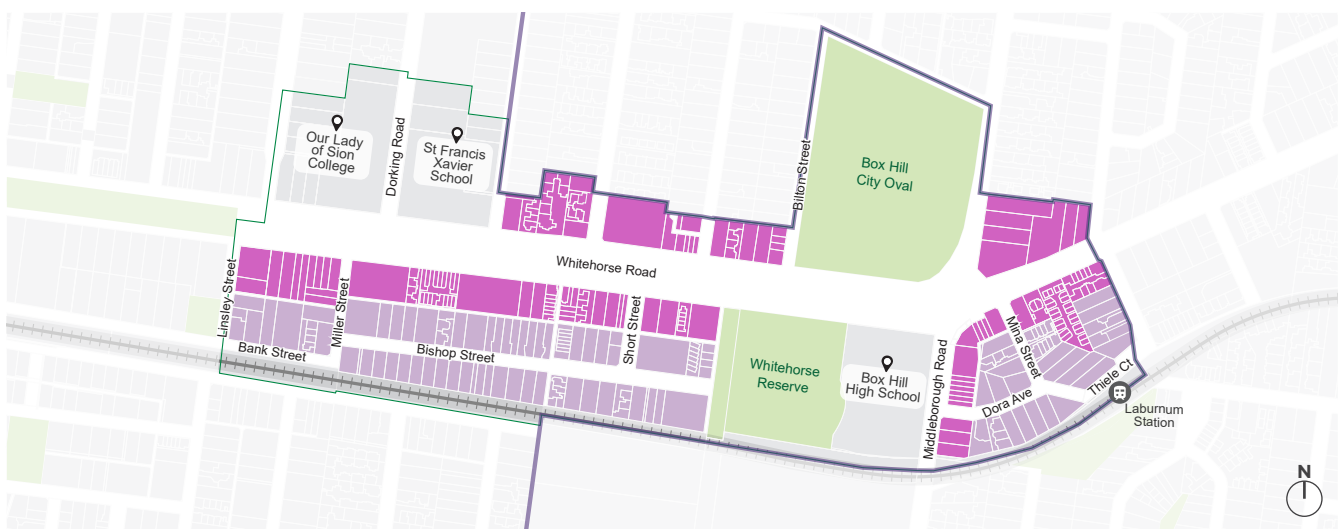 Our Lady
of Sion
College
Dorking Road
St Francis
Xavier
School
Bilton Street
Box Hill
City Oval
Whitehorse Road
Linsley Street
Miller Street
Short Street
Bank Street
Bishop Street
Whitehorse
Reserve
Box Hill
High School
Middleborough Road
Mina Street
Dora Ave
Thiele Ct
Laburnum
Station
N